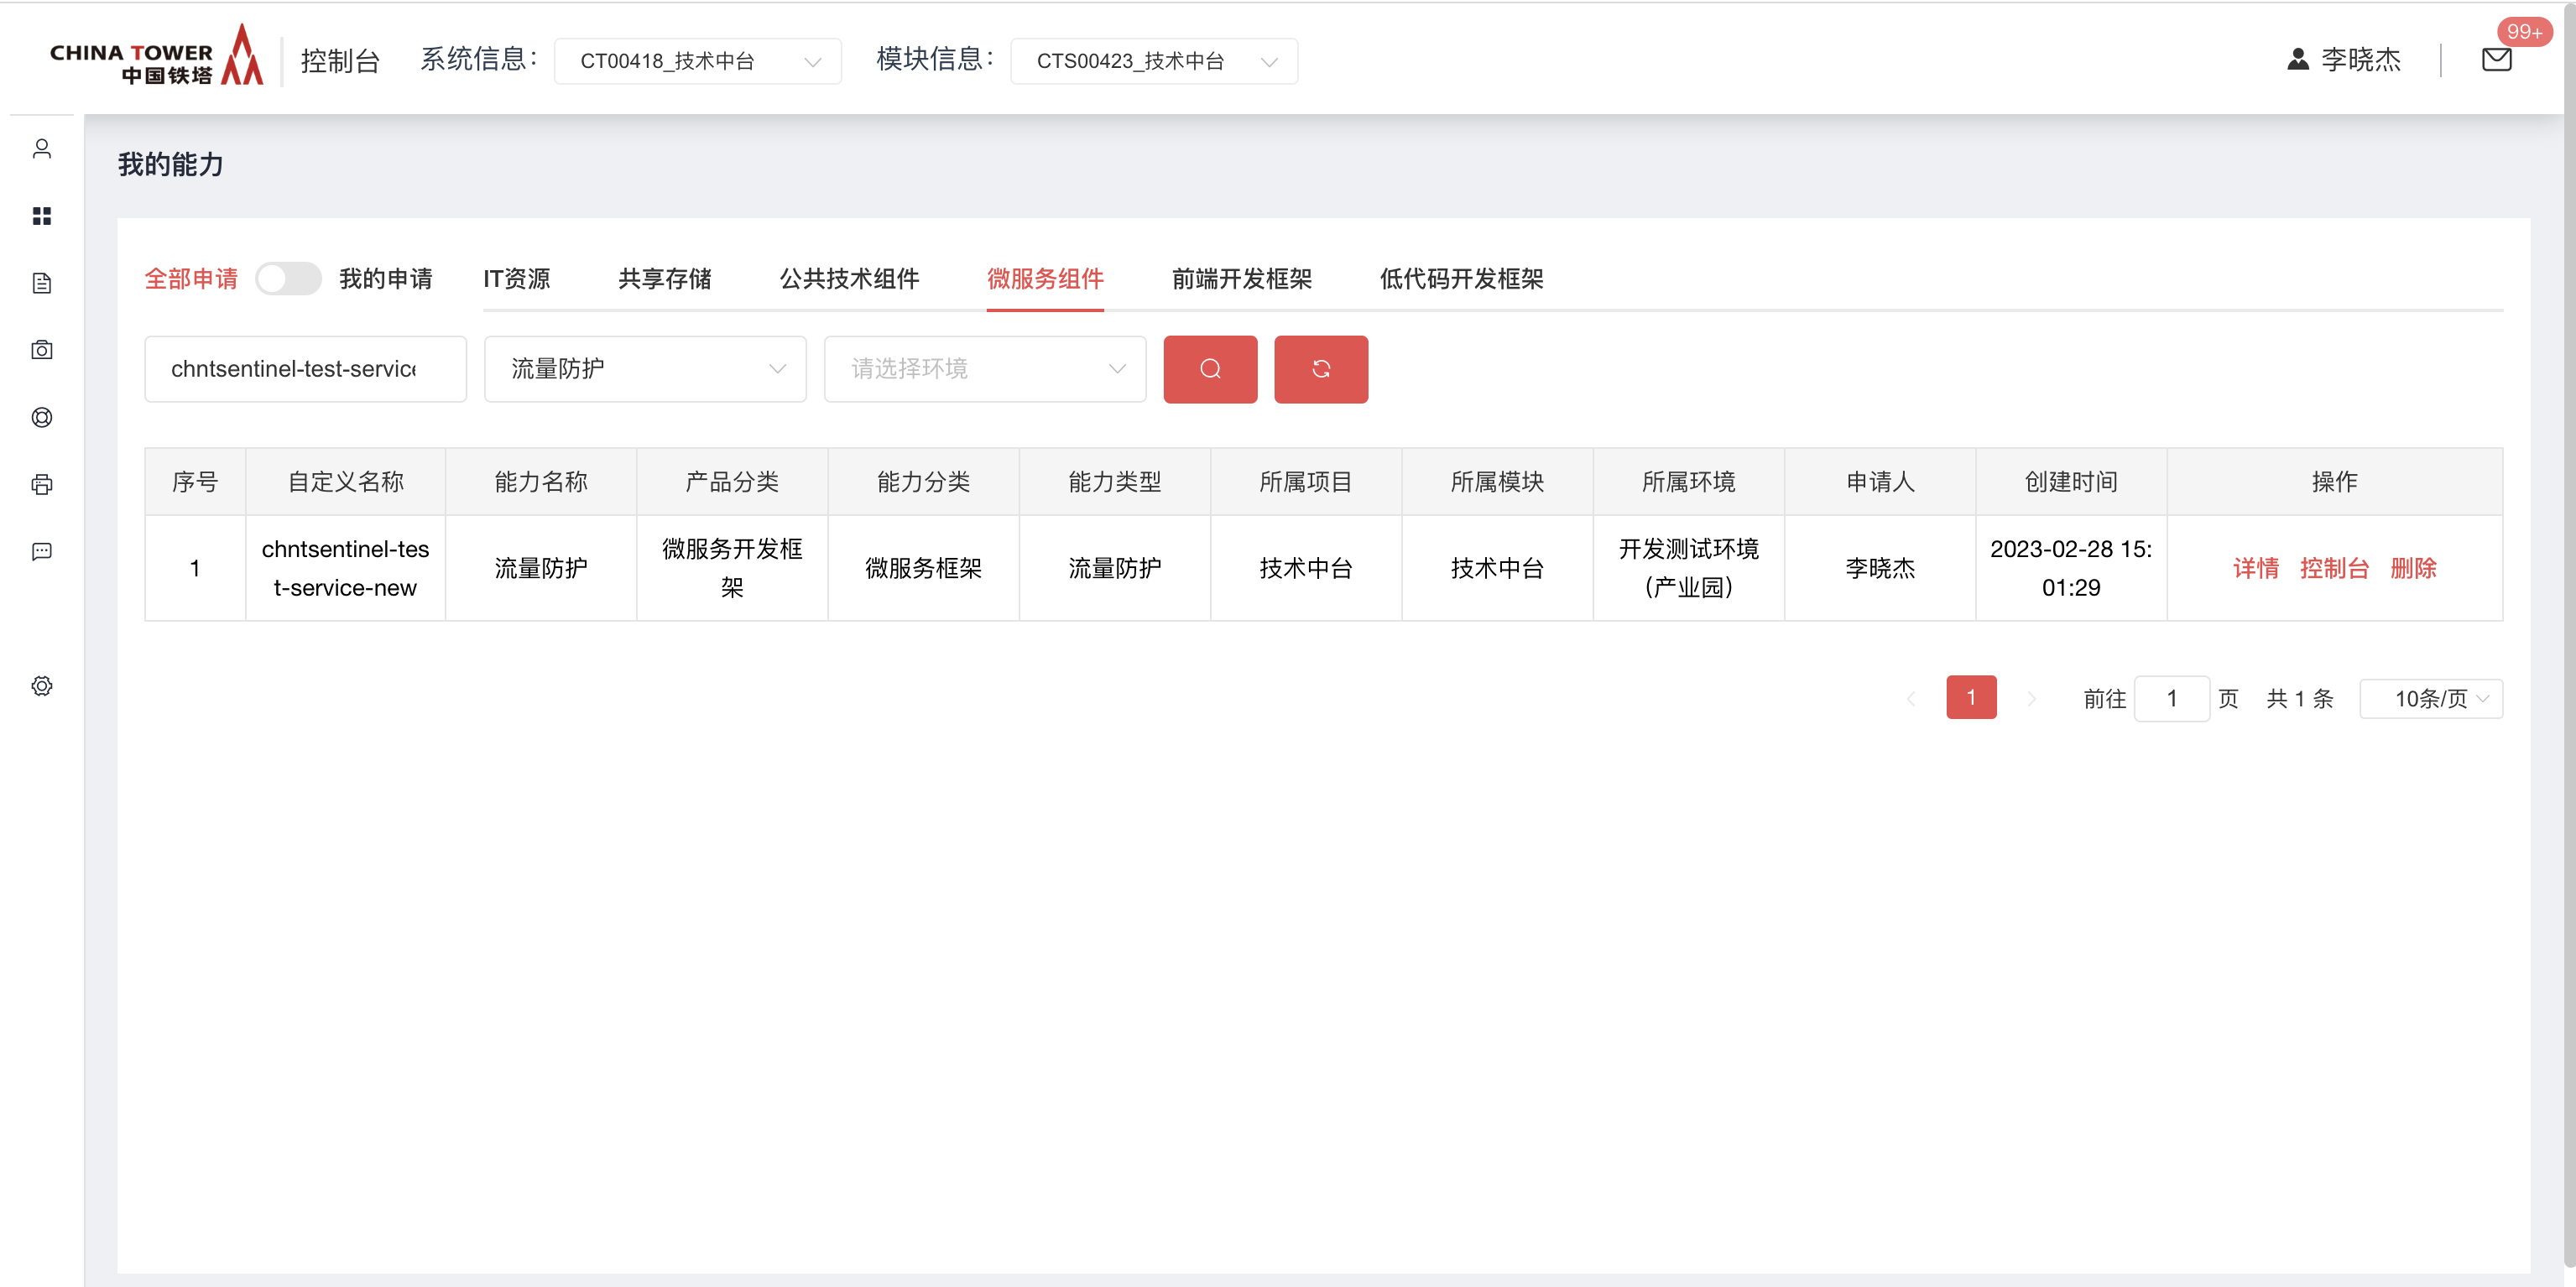 CHINA TOWER
中国铁塔
控制台
系统信息：
CT00418_技术中台
模块信息：
CTS00423_技术中台
李晓杰
99+
我的能力
全部申请
我的申请
IT资源
共享存储
公共技术组件
微服务组件
前端开发框架
低代码开发框架
chntsentinel-test-service
流量防护
请选择环境
序号 自定义名称 能力名称 产品分类 能力分类 能力类型 所属项目 所属模块 所属环境 申请人 创建时间 操作
1
chntsentinel-tes
t-service-new
流量防护
微服务开发框
架
微服务框架
流量防护
技术中台
技术中台
开发测试环境
（产业园）
李晓杰
2023-02-28 15:
01:29
详情 控制台 删除
1
前往 1 页 共 1 条
10条/页